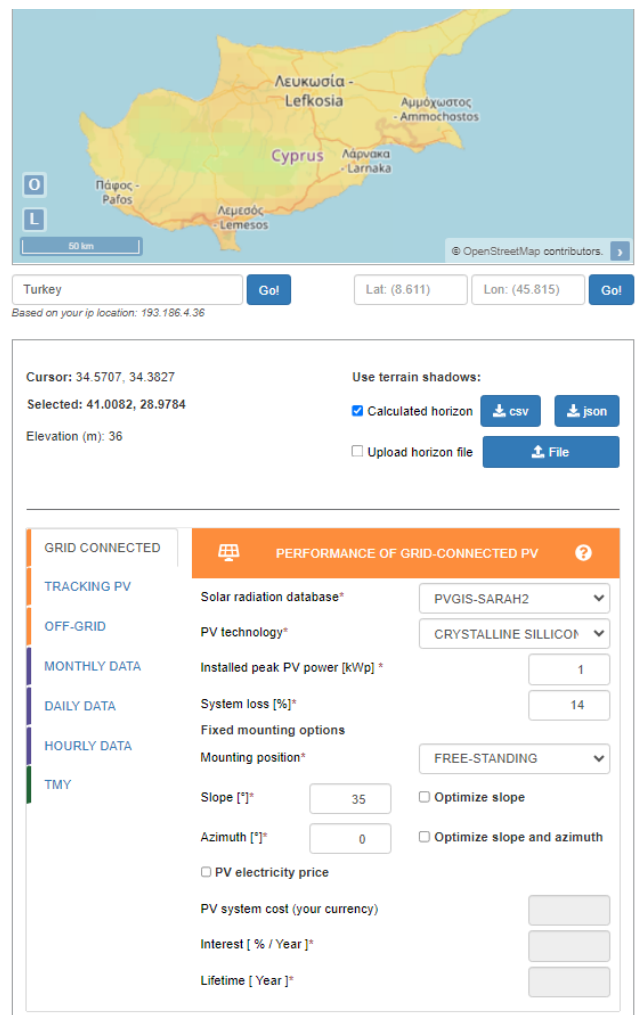 Λευκωσία -
Lefkosia
Αμμόχωστος
- Ammochostos
Cyprus
Λάρνακα
- Larnaka
Πάφος -
Pafos
Λεμεσός
- Lemesos
O
L
50 km
© OpenStreetMap contributors. ›
Turkey Go! Lat: (8.611) Lon: (45.815) Go!
Based on your ip location: 193.186.4.36
Cursor: 34.5707, 34.3827 Use terrain shadows:
Selected: 41.0082, 28.9784 Calculated horizon csv json
Elevation (m): 36
Upload horizon file File
GRID CONNECTED PERFORMANCE OF GRID-CONNECTED PV ?
TRACKING PV
OFF-GRID
MONTHLY DATA
DAILY DATA
HOURLY DATA
TMY
Solar radiation database* PVGIS-SARAH2
PV technology* CRYSTALLINE SILLICON
Installed peak PV power [kWp] * 1
System loss [%]* 14
Fixed mounting options
Mounting position* FREE-STANDING
Slope [°]* 35 Optimize slope
Azimuth [°]* 0 Optimize slope and azimuth
PV electricity price
PV system cost (your currency)
Interest [ % / Year ]*
Lifetime [ Year ]*